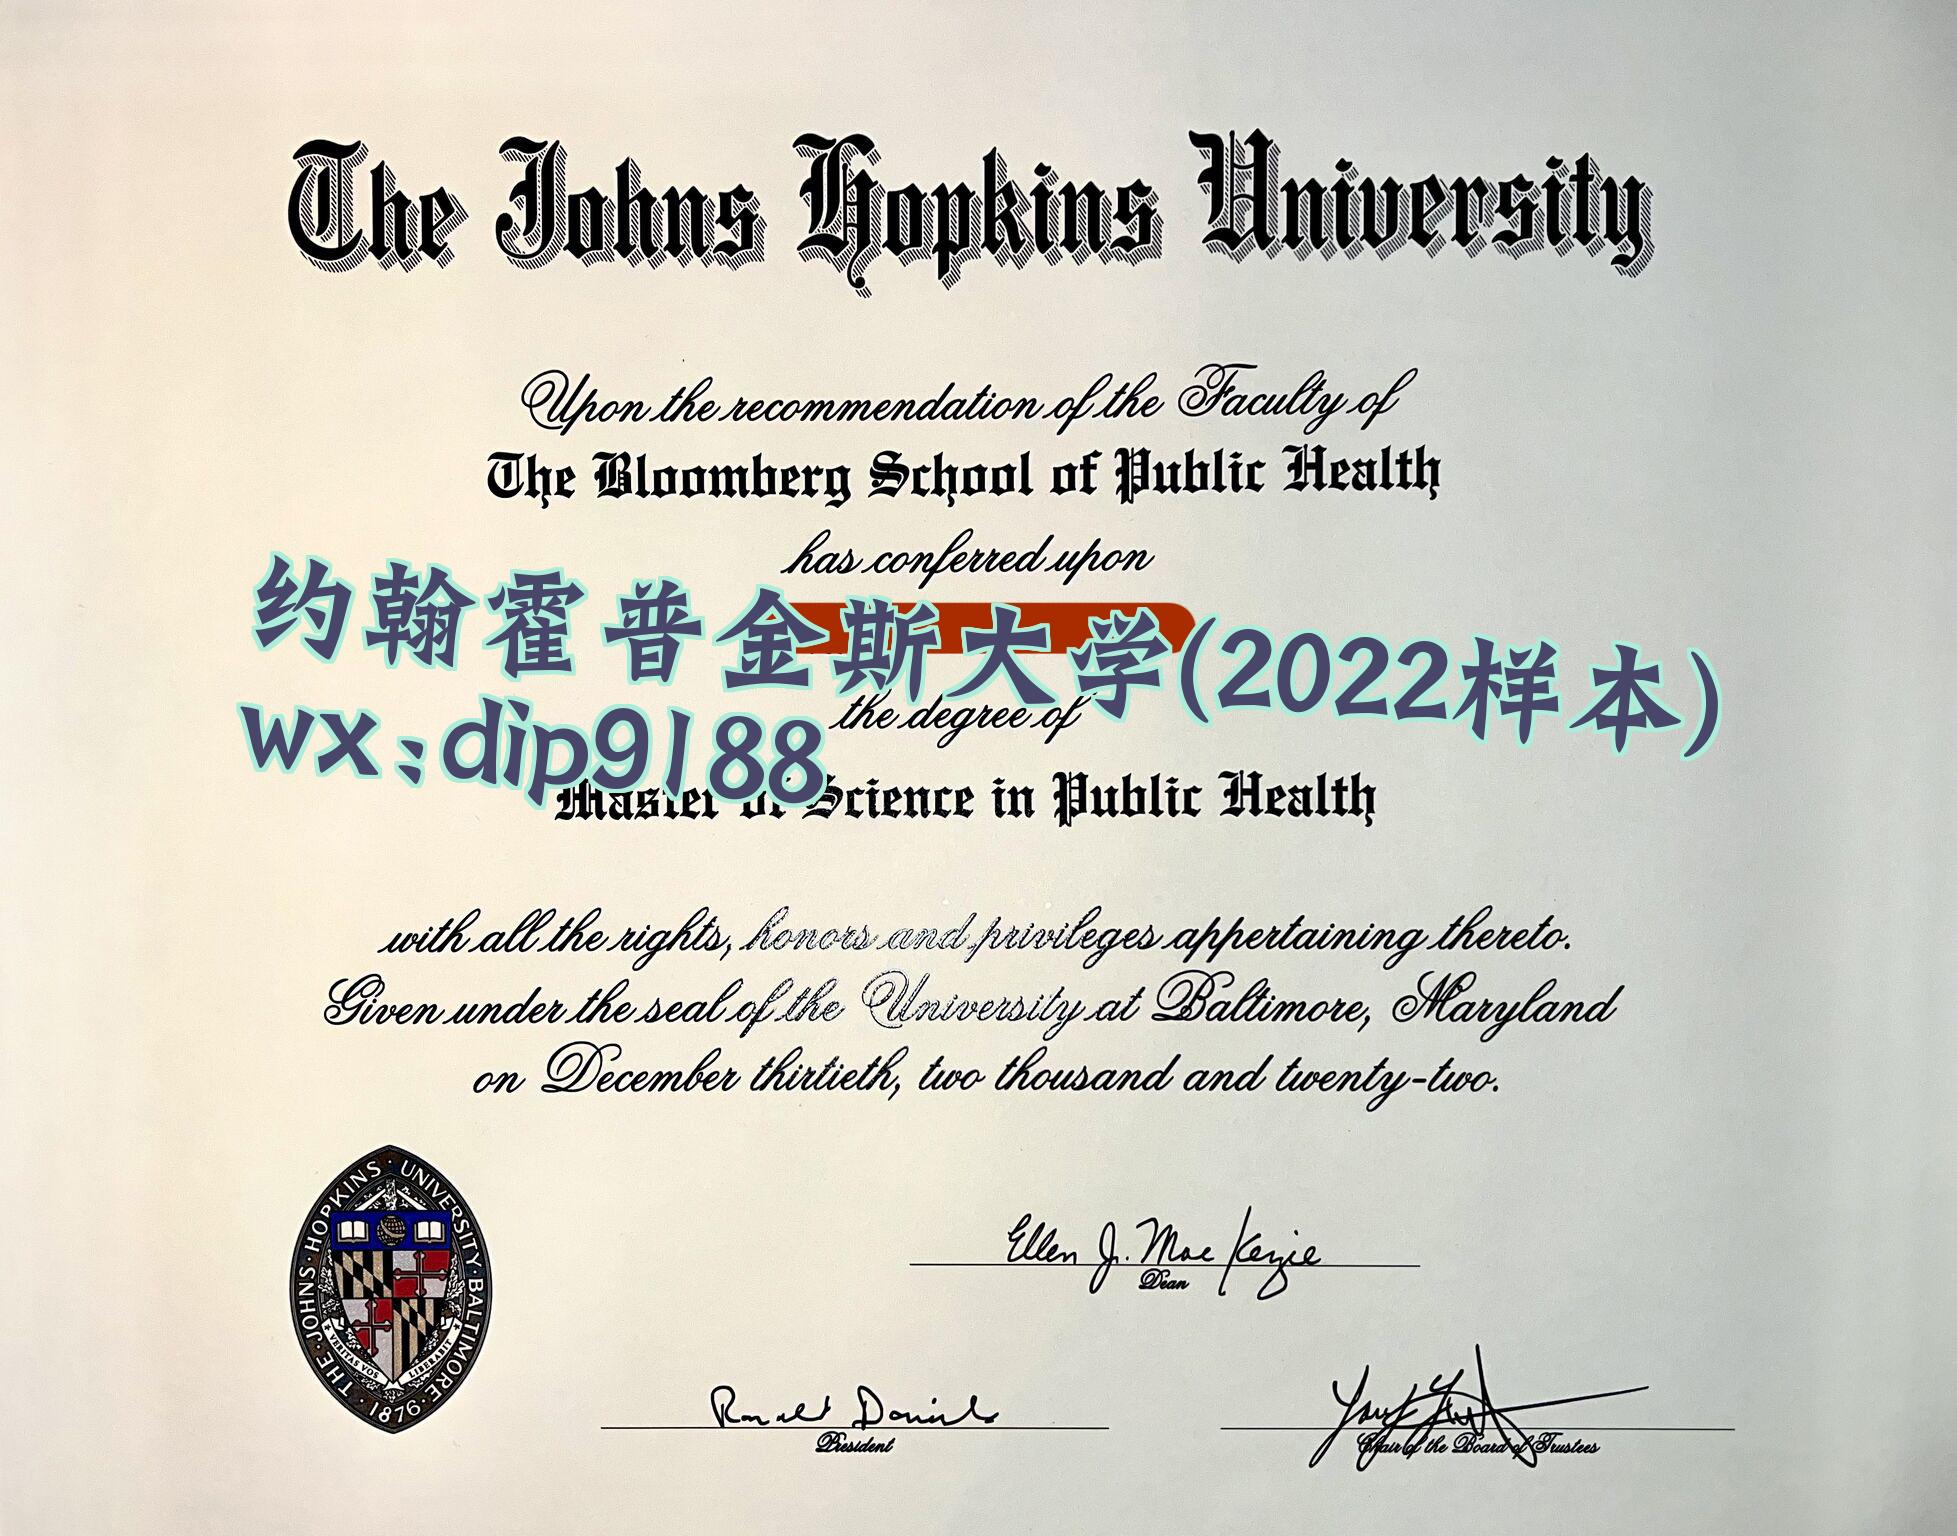 The Johns Hopkins University
Upon the recommendation of the Faculty of
The Bloomberg School of Public Health
has conferred upon
约翰霍普金斯大学(2022样本)
the degree of
wx:dip9188
Master of Science in Public Health
with all the rights, honors and privileges appertaining thereto.
Given under the seal of the University at Baltimore, Maryland
on December thirtieth, two thousand and twenty-two.
THE · JOHNS · HOPKINS · UNIVERSITY · BALTIMORE ·
VERITAS VOS LIBERABIT
1876
Ellen J. MacKenzie
Dean
Ronald Daniels
President
Chair of the Board of Trustees